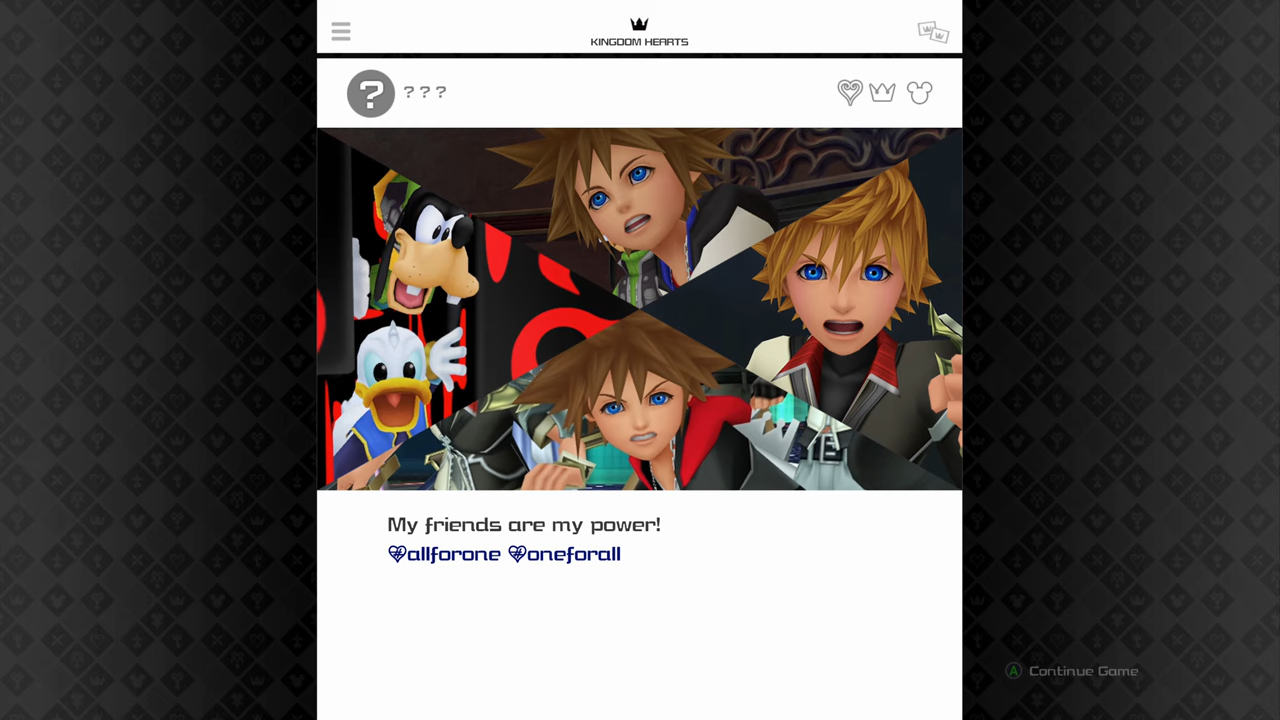 KINGDOM HEARTS
?
? ? ?
My friends are my power!
#allforone #oneforall
A Continue Game